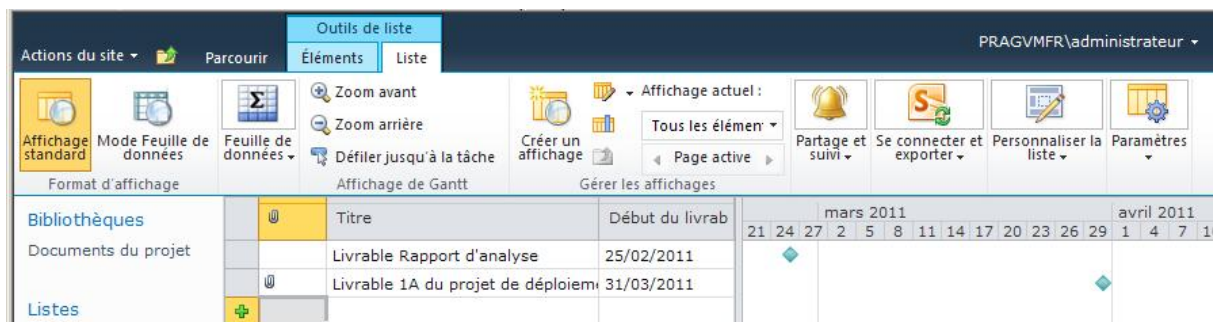 Outils de liste
PRAGVMFR\administrateur
Actions du site
Parcourir
Éléments
Liste
Affichage standard
Mode Feuille de données
Feuille de données
Zoom avant
Zoom arrière
Défiler jusqu'à la tâche
Créer un affichage
Affichage actuel :
Tous les élémen
Page active
Partage et suivi
Se connecter et exporter
Personnaliser la liste
Paramètres
Format d'affichage
Affichage de Gantt
Gérer les affichages
Bibliothèques
Documents du projet
Listes
Titre
Début du livrab
mars 2011
avril 2011
21 24 27 2 5 8 11 14 17 20 23 26 29 1 4 7
Livrable Rapport d'analyse 25/02/2011
Livrable 1A du projet de déploiem 31/03/2011